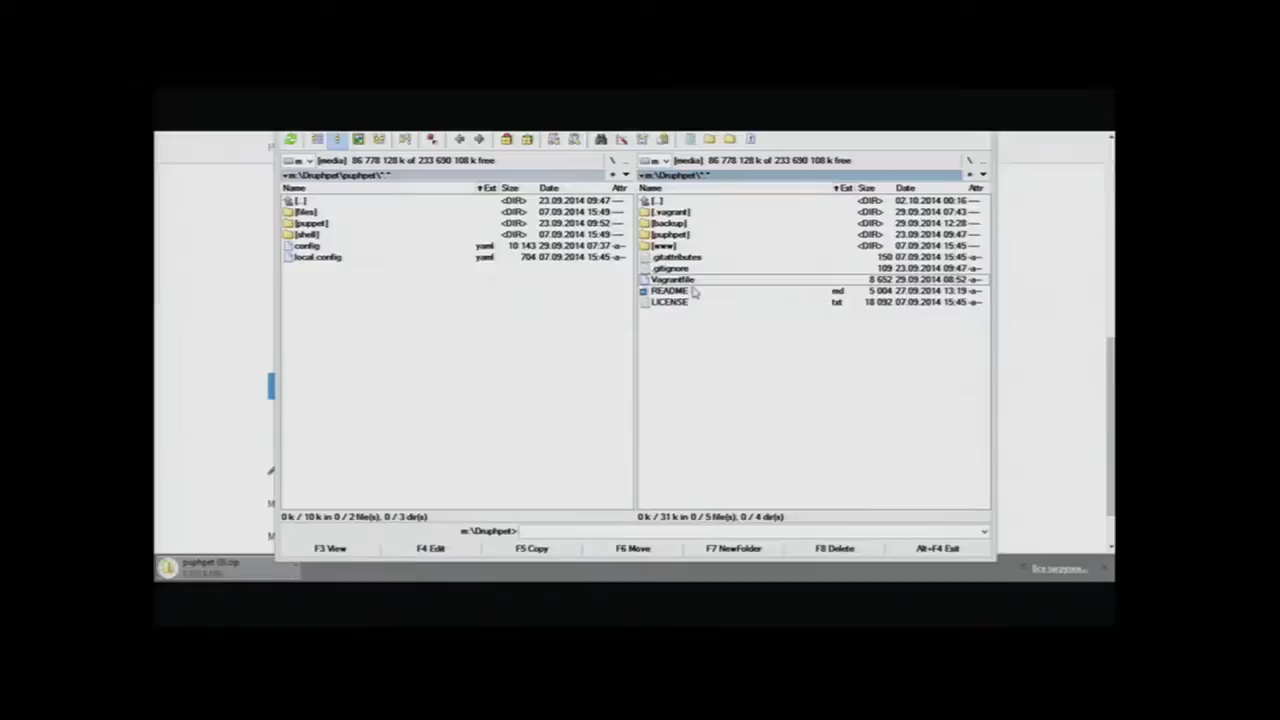 m [media] 86 778 128 k of 233 690 108 k free \ ..
m [media] 86 778 128 k of 233 690 108 k free \ ..
m:\Druphpet\puphpet\*.*
m:\Druphpet\*.*
Name Ext Size Date Attr
[..] <DIR> 23.09.2014 09:47 ----
[files] <DIR> 07.09.2014 15:49 ----
[puppet] <DIR> 23.09.2014 09:52 ----
[shell] <DIR> 07.09.2014 15:49 ----
config yaml 10 143 29.09.2014 07:37 -a--
local.config yaml 704 07.09.2014 15:45 -a--
Name Ext Size Date Attr
[..] <DIR> 02.10.2014 00:16 ----
[.vagrant] <DIR> 29.09.2014 07:43 ----
[backup] <DIR> 29.09.2014 12:28 ----
[puphpet] <DIR> 23.09.2014 09:47 ----
[www] <DIR> 07.09.2014 15:45 ----
.gitattributes 150 07.09.2014 15:45 -a--
.gitignore 109 23.09.2014 09:47 -a--
Vagrantfile 8 652 29.09.2014 08:52 -a--
README md 5 004 27.09.2014 13:19 -a--
LICENSE txt 18 092 07.09.2014 15:45 -a--
0 k / 10 k in 0 / 2 file(s), 0 / 3 dir(s)
0 k / 31 k in 0 / 5 file(s), 0 / 4 dir(s)
m:\Druphpet>
F3 View F4 Edit F5 Copy F6 Move F7 NewFolder F8 Delete Alt+F4 Exit
Все загрузки...